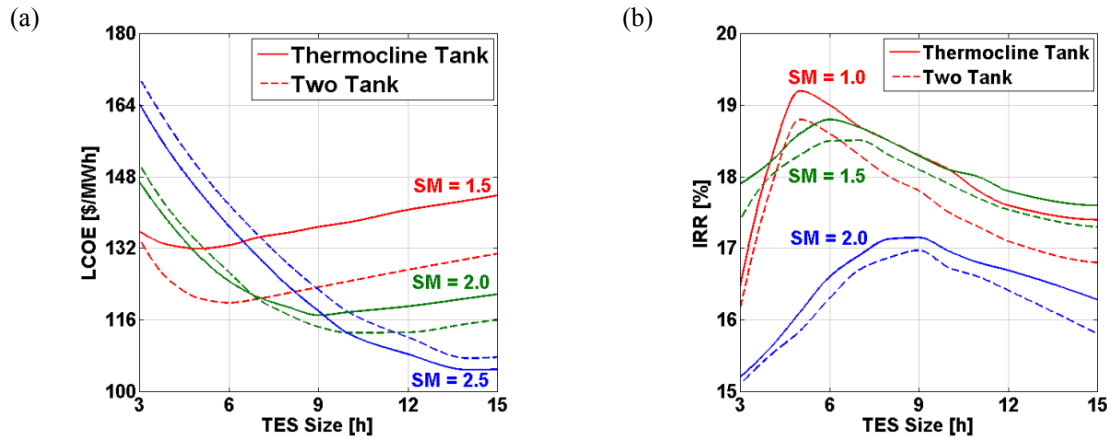 (a)
180
164
148
132
116
100
LCOE [$/MWh]
Thermocline Tank
Two Tank
SM = 1.5
SM = 2.0
SM = 2.5
3 6 9 12 15
TES Size [h]
(b)
20
19
18
17
16
15
IRR [%]
Thermocline Tank
Two Tank
SM = 1.0
SM = 1.5
SM = 2.0
3 6 9 12 15
TES Size [h]